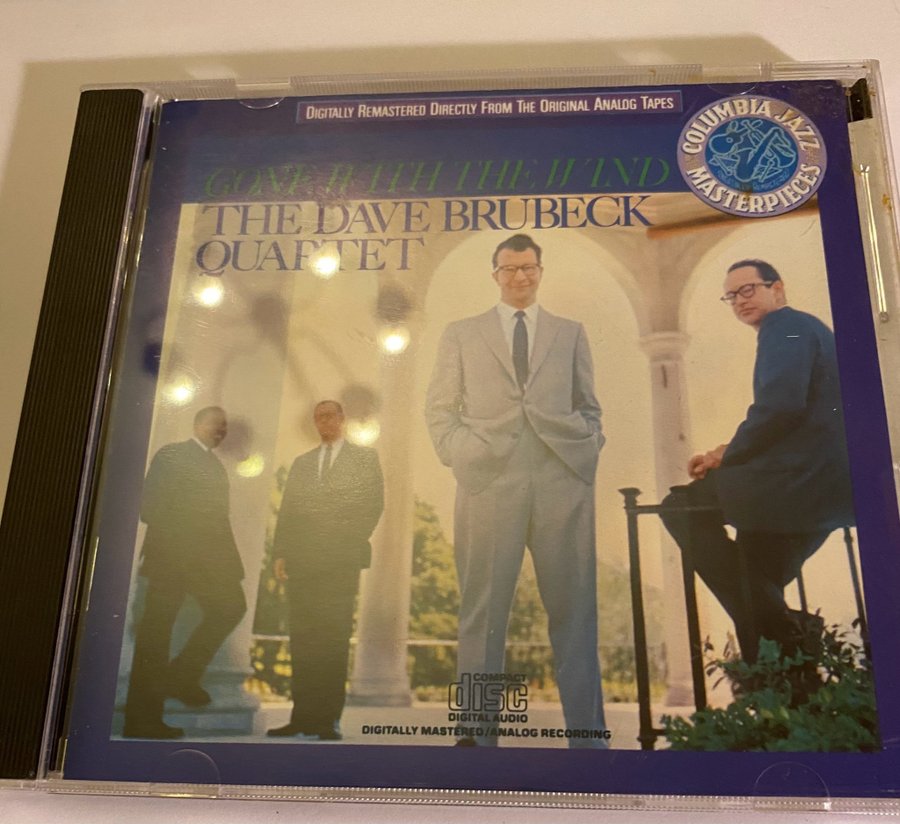 DIGITALLY REMASTERED DIRECTLY FROM THE ORIGINAL ANALOG TAPES
COLUMBIA JAZZ
MASTERPIECES
GONE WITH THE WIND
THE DAVE BRUBECK
QUARTET
COMPACT
disc
DIGITAL AUDIO
DIGITALLY MASTERED/ANALOG RECORDING